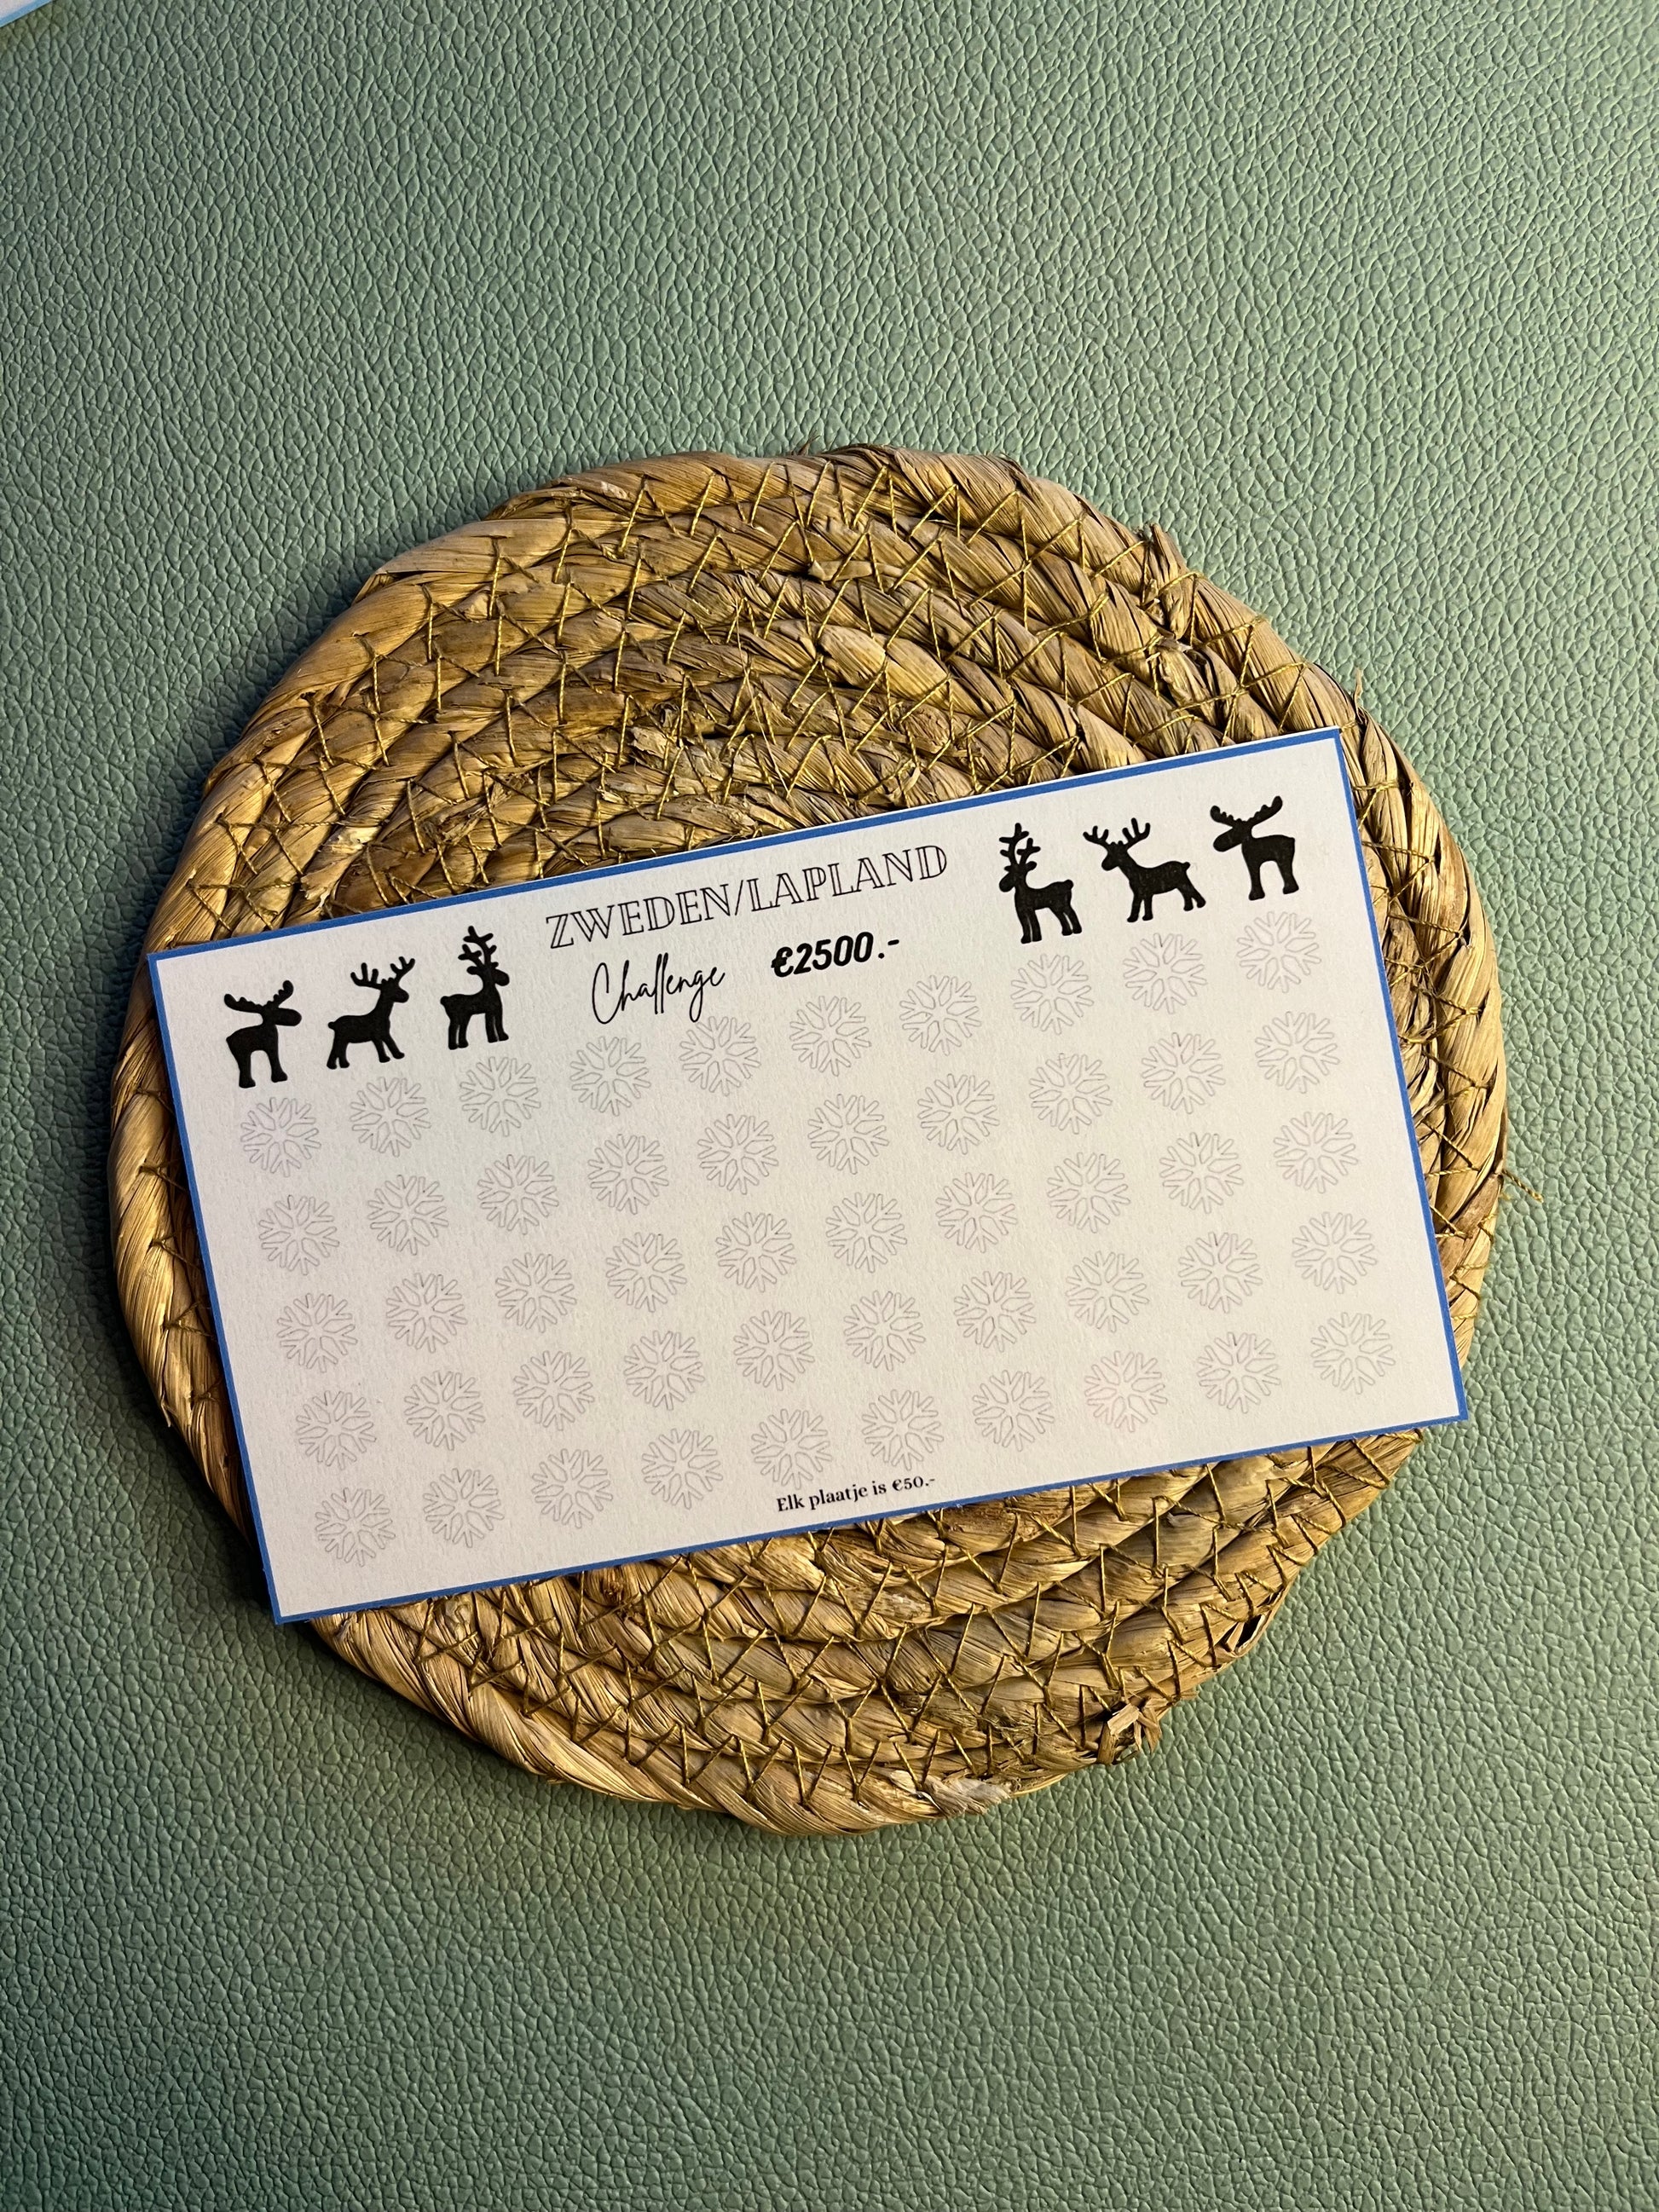 ZWEDEN/LAPLAND
Challenge €2500.-
Elk plaatje is €50.-